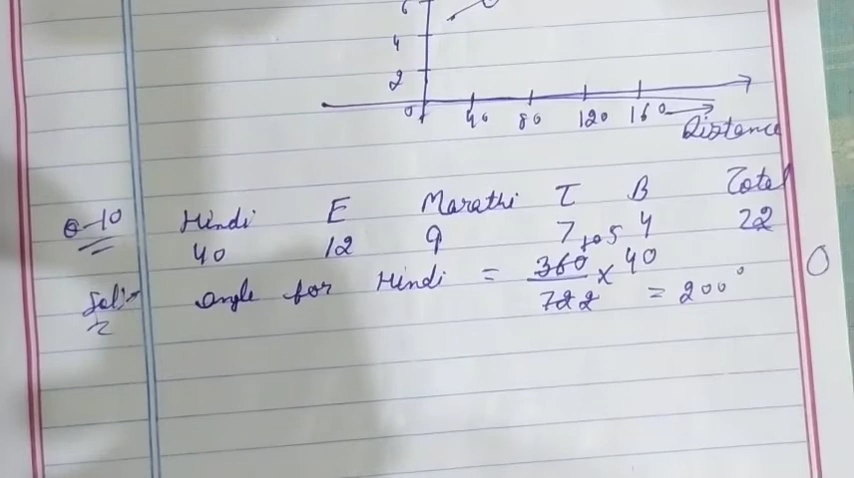 6
4
2
0 40 80 120 160 Distance
Q-10 Hindi E Marathi T B Total
40 12 9 7 4 72
Sol:- angle for Hindi = 360/72 × 40 = 200°